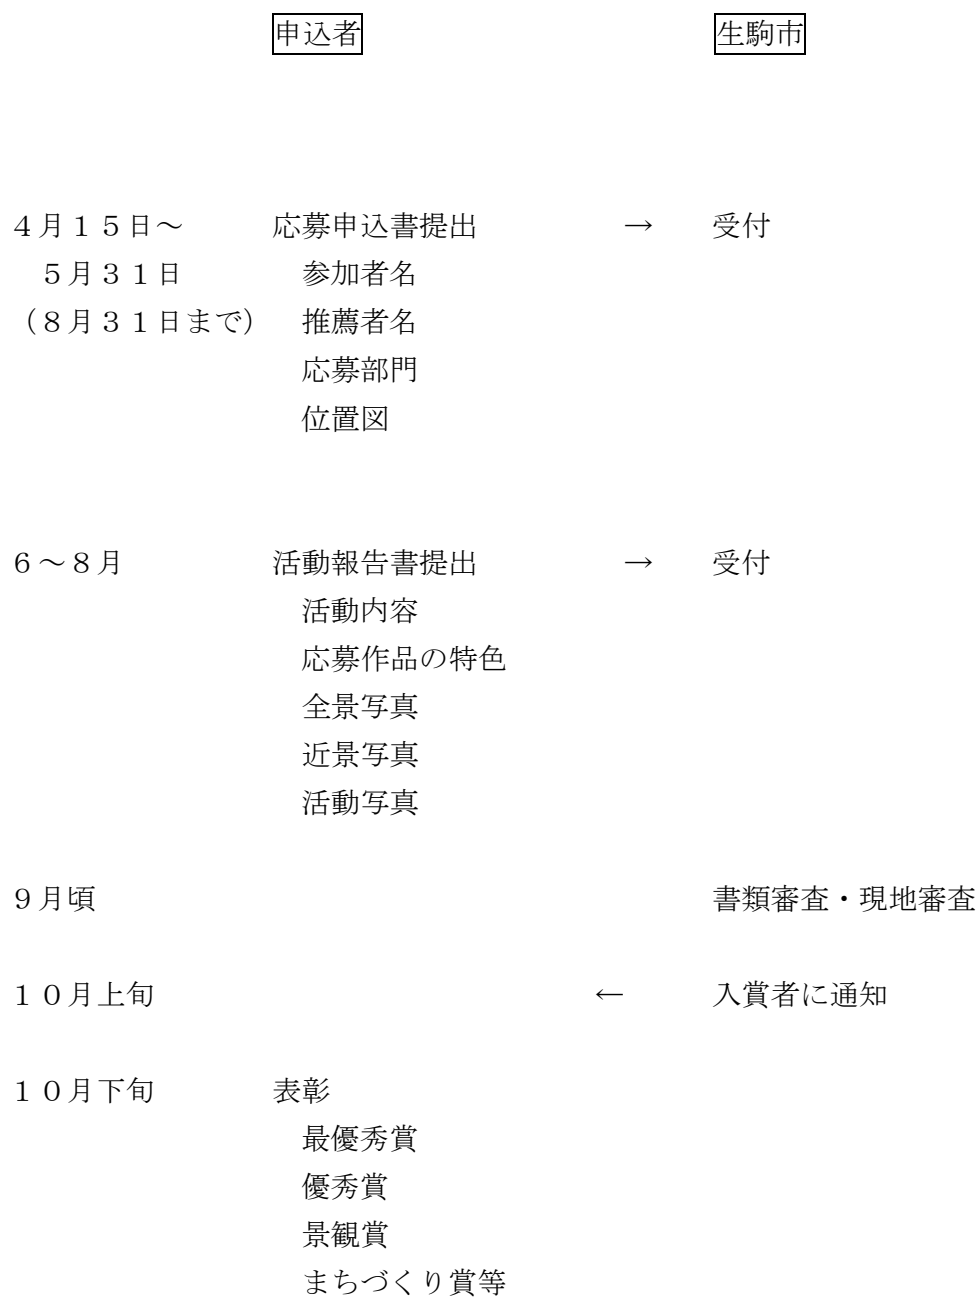 申込者 生駒市
４月１５日～ 応募申込書提出 → 受付
５月３１日 参加者名
（８月３１日まで） 推薦者名
応募部門
位置図
６～８月 活動報告書提出 → 受付
活動内容
応募作品の特色
全景写真
近景写真
活動写真
９月頃 書類審査・現地審査
１０月上旬 ← 入賞者に通知
１０月下旬 表彰
最優秀賞
優秀賞
景観賞
まちづくり賞等